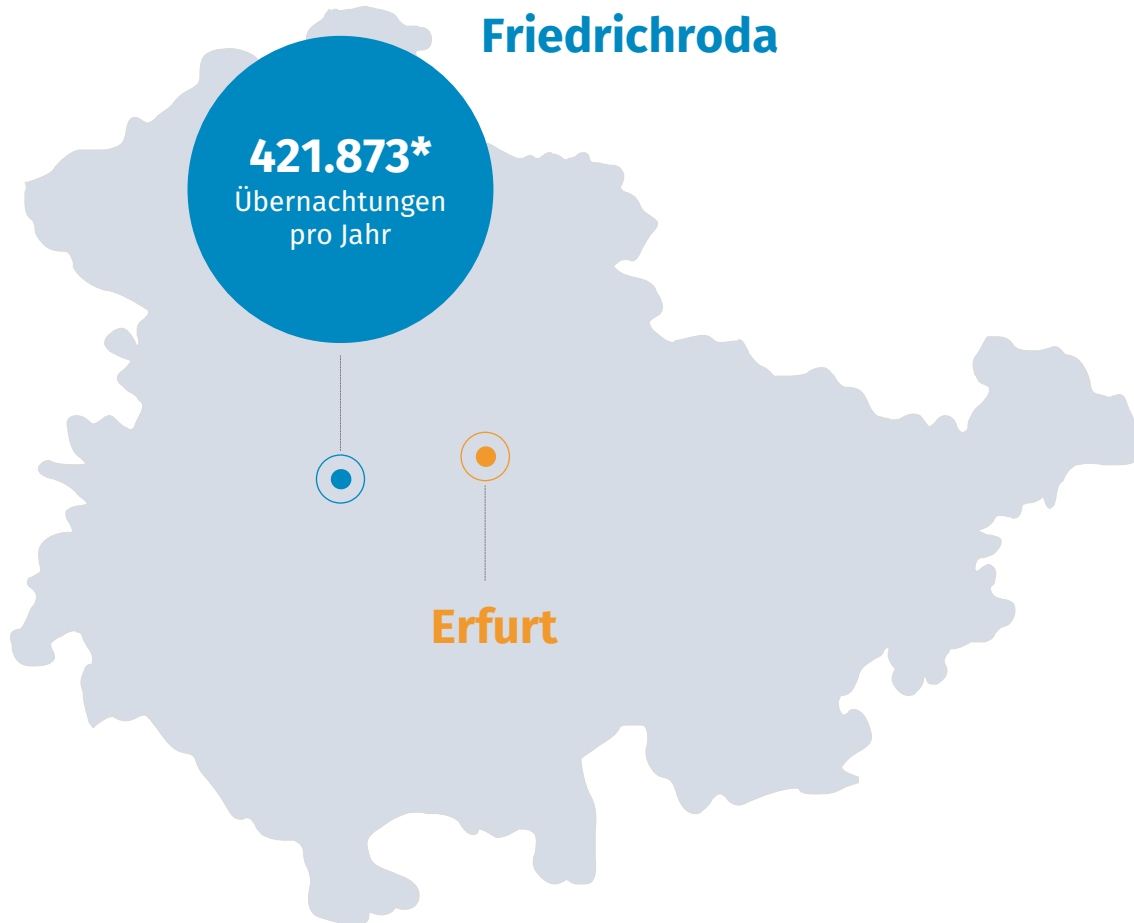 Friedrichroda
421.873*
Übernachtungen
pro Jahr
Erfurt